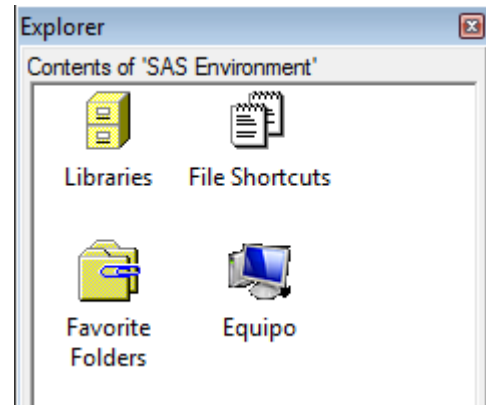 Explorer
Contents of 'SAS Environment'
Libraries
File Shortcuts
Favorite
Folders
Equipo